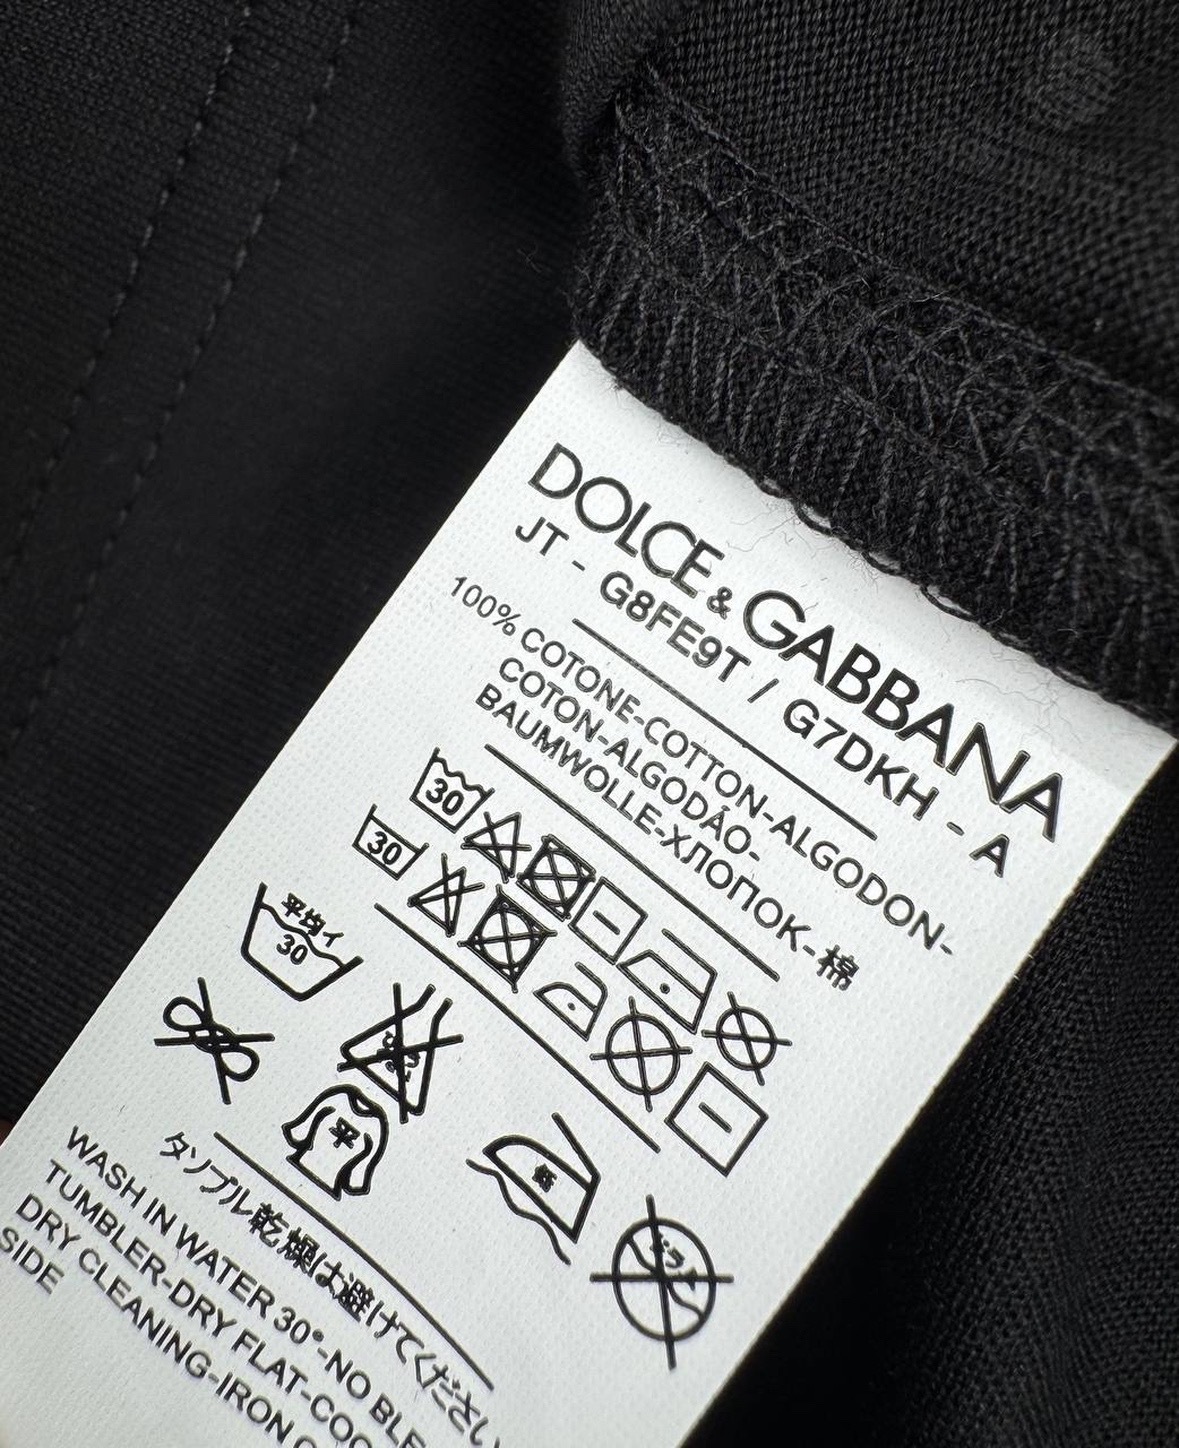 DOLCE & GABBANA
JT - G8FE9T / G7DKH - A
100% COTONE-COTTON-ALGODON-
COTON-ALGODÃO-
BAUMWOLLE-ХЛОПОК-棉
30
30
平均イ
30
平
タンブル乾燥は避けてください
WASH IN WATER 30°-NO
TUMBLER-DRY FLAT-
DRY CLEANING-IRON
SIDE